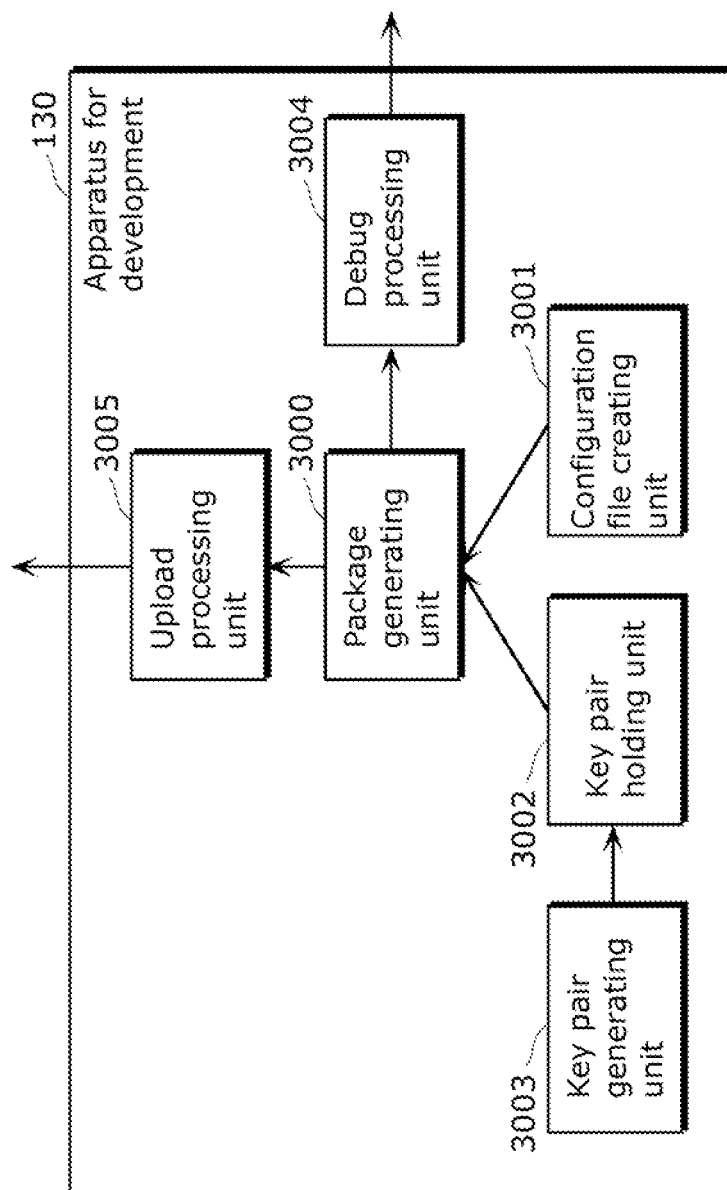 130
Apparatus for
development
3005
Upload
processing
unit
3000
Package
generating
unit
3004
Debug
processing
unit
3003
Key pair
generating
unit
3002
Key pair
holding unit
3001
Configuration
file creating
unit